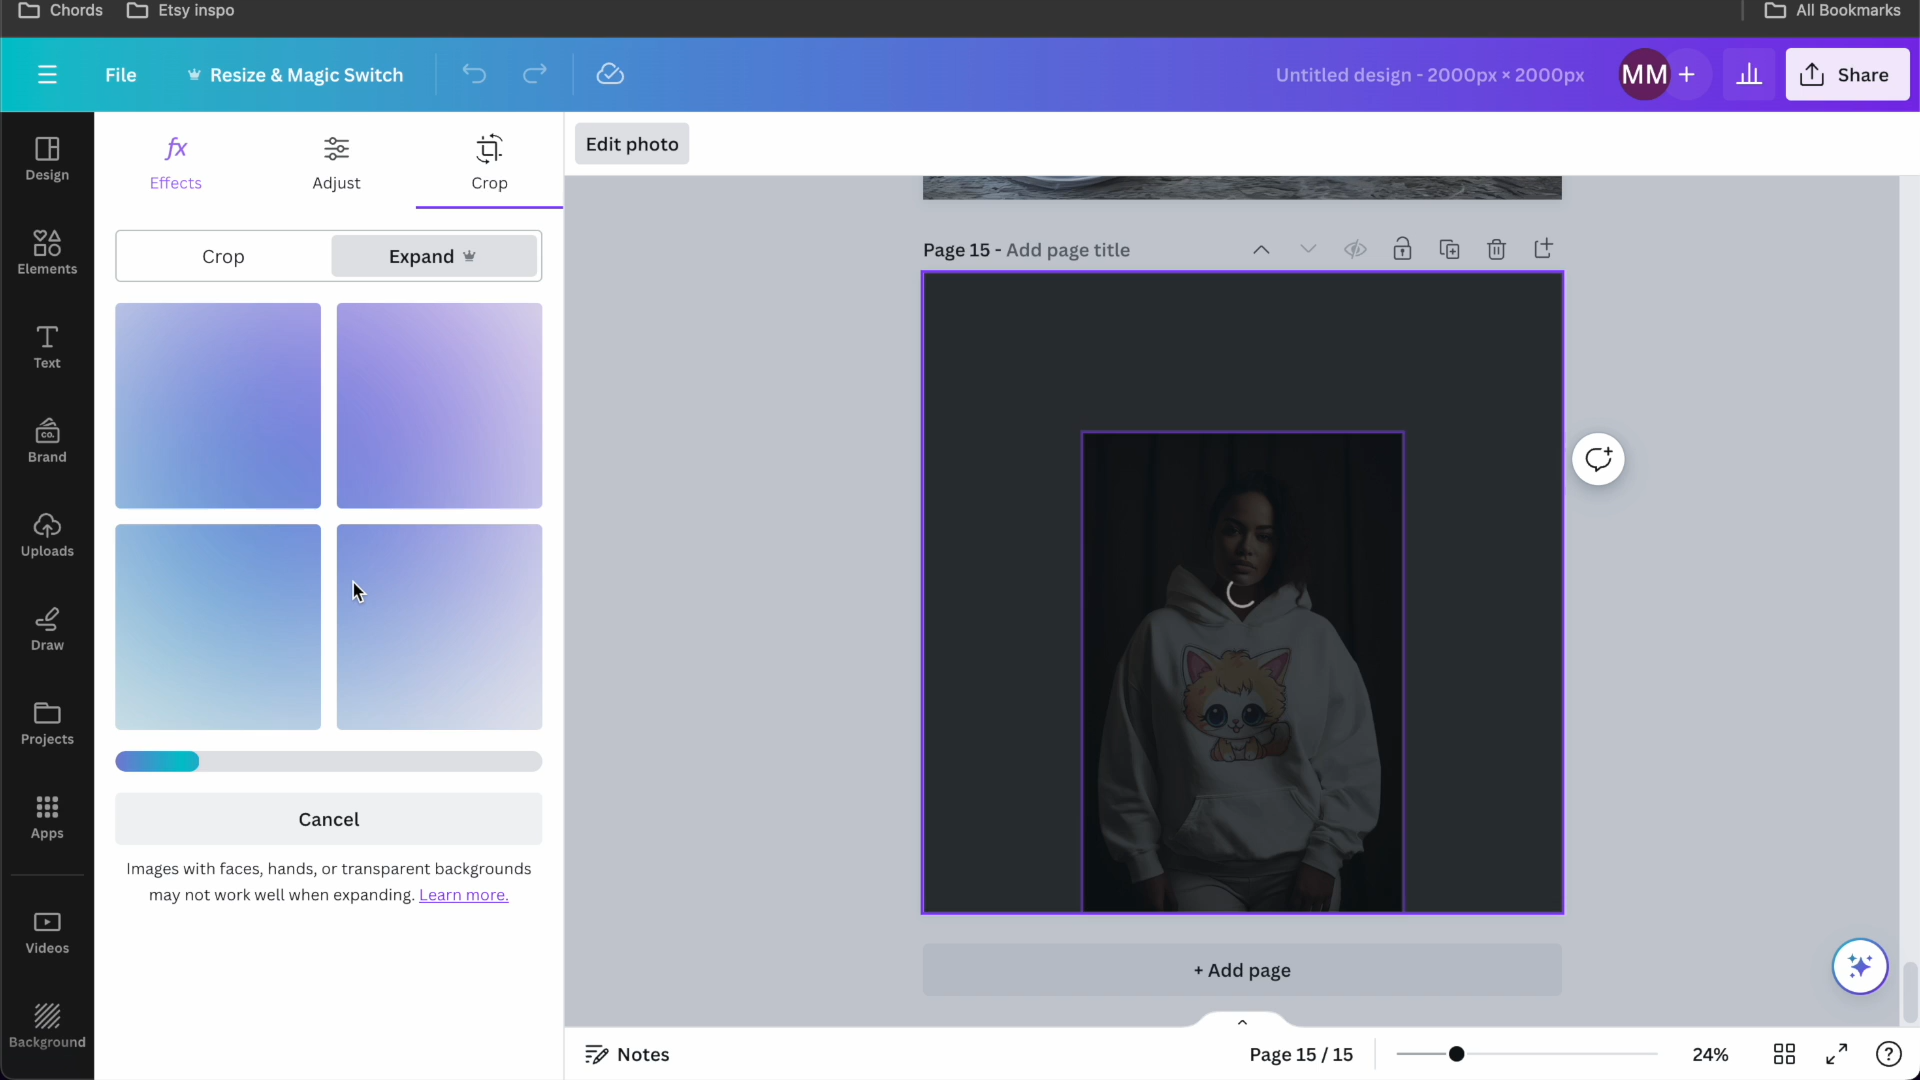 Chords
Etsy inspo
All Bookmarks
File
Resize & Magic Switch
Untitled design - 2000px × 2000px
MM
+
Share
Design
Elements
Text
CO.
Brand
Uploads
Draw
Projects
Apps
Videos
Background
fx
Effects
Adjust
Crop
Crop
Expand
Cancel
Images with faces, hands, or transparent backgrounds
may not work well when expanding. Learn more.
Edit photo
Page 15 - Add page title
+ Add page
Notes
Page 15 / 15
24%
?